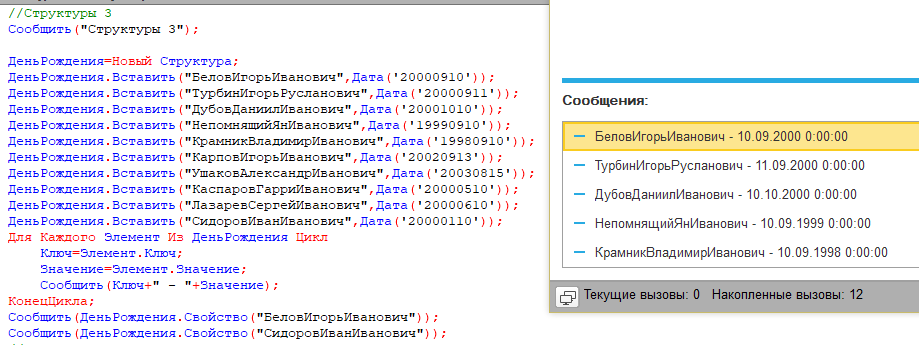 //Структуры 3
Сообщить("Структуры 3");
ДеньРождения=Новый Структура;
ДеньРождения.Вставить("БеловИгорьИванович",Дата('20000910'));
ДеньРождения.Вставить("ТурбинИгорьРусланович",Дата('20000911'));
ДеньРождения.Вставить("ДубовДаниилИванович",Дата('20001010'));
ДеньРождения.Вставить("НепомнящийЯнИванович",Дата('19990910'));
ДеньРождения.Вставить("КрамникВладимирИванович",Дата('19980910'));
ДеньРождения.Вставить("КарповИгорьИванович",Дата('20020913'));
ДеньРождения.Вставить("УшаковАлександрИванович",Дата('20030815'));
ДеньРождения.Вставить("КаспаровГарриИванович",Дата('20000510'));
ДеньРождения.Вставить("ЛазаревСергейИванович",Дата('20000610'));
ДеньРождения.Вставить("СидоровИванИванович",Дата('20000110'));
Для Каждого Элемент Из ДеньРождения Цикл
Ключ=Элемент.Ключ;
Значение=Элемент.Значение;
Сообщить(Ключ+" - "+Значение);
КонецЦикла;
Сообщить(ДеньРождения.Свойство("БеловИгорьИванович"));
Сообщить(ДеньРождения.Свойство("СидоровИванИванович"));
Сообщения:
БеловИгорьИванович - 10.09.2000 0:00:00
ТурбинИгорьРусланович - 11.09.2000 0:00:00
ДубовДаниилИванович - 10.10.2000 0:00:00
НепомнящийЯнИванович - 10.09.1999 0:00:00
КрамникВладимирИванович - 10.09.1998 0:00:00
Текущие вызовы: 0 Накопленные вызовы: 12